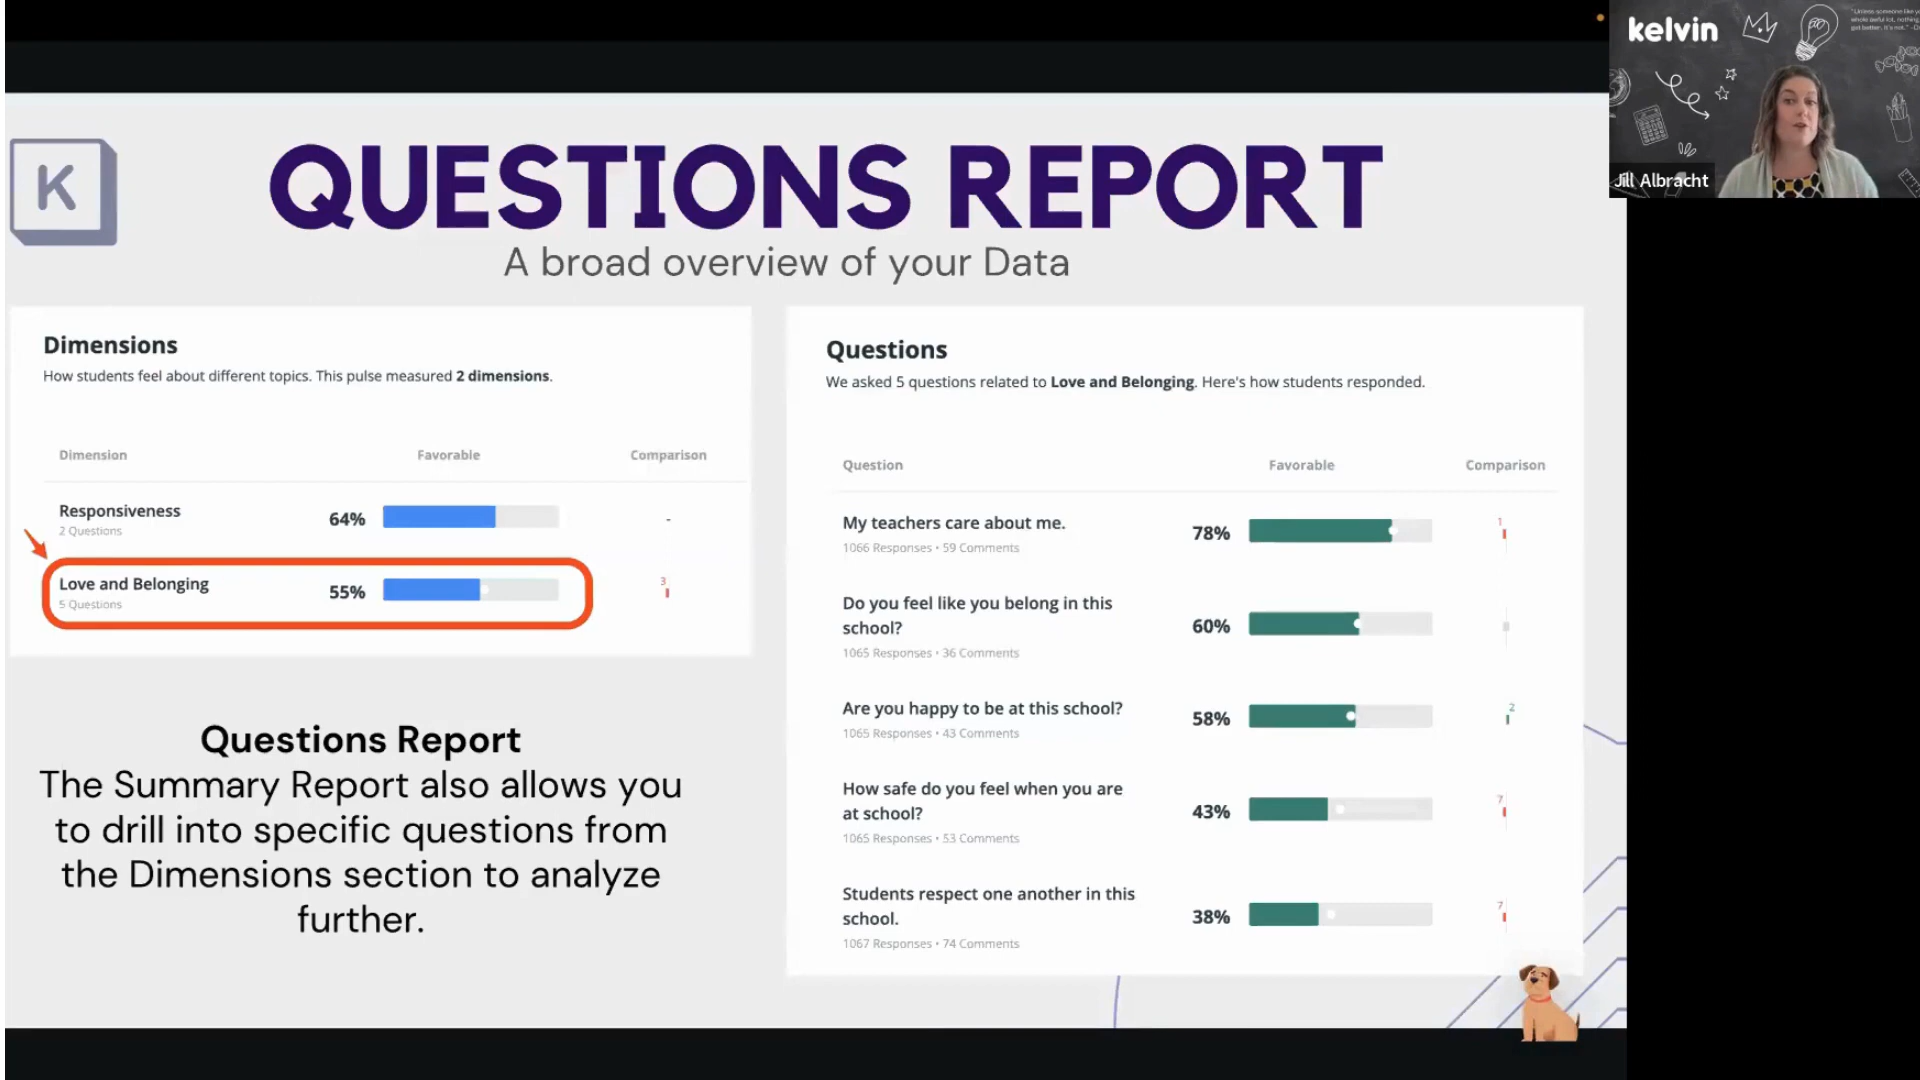 kelvin
Jill Albracht
K
QUESTIONS REPORT
A broad overview of your Data
Dimensions
How students feel about different topics. This pulse measured 2 dimensions.
Dimension Favorable Comparison
Responsiveness
2 Questions
64%
-
Love and Belonging
5 Questions
55%
3
Questions Report
The Summary Report also allows you
to drill into specific questions from
the Dimensions section to analyze
further.
Questions
We asked 5 questions related to Love and Belonging. Here's how students responded.
Question Favorable Comparison
My teachers care about me.
1066 Responses • 59 Comments
78%
1
Do you feel like you belong in this
school?
1065 Responses • 36 Comments
60%
Are you happy to be at this school?
1065 Responses • 43 Comments
58%
2
How safe do you feel when you are
at school?
1065 Responses • 53 Comments
43%
7
Students respect one another in this
school.
1067 Responses • 74 Comments
38%
7